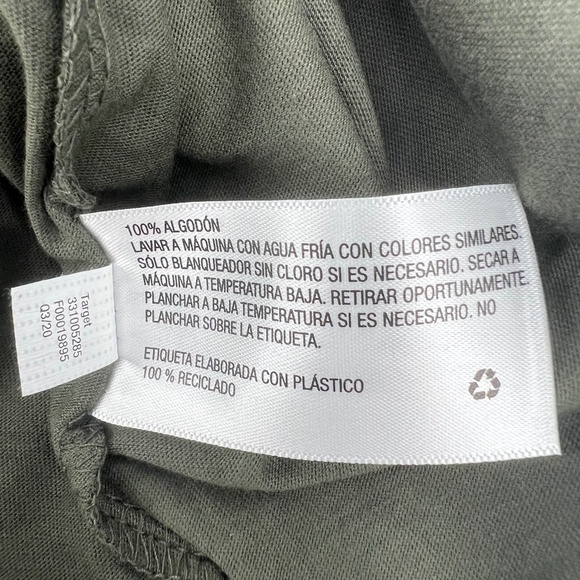 100% ALGODÓN
LAVAR A MÁQUINA CON AGUA FRÍA CON COLORES SIMILARES.
SÓLO BLANQUEADOR SIN CLORO SI ES NECESARIO. SECAR A
MÁQUINA A TEMPERATURA BAJA. RETIRAR OPORTUNAMENTE.
PLANCHAR A BAJA TEMPERATURA SI ES NECESARIO. NO
PLANCHAR SOBRE LA ETIQUETA.
ETIQUETA ELABORADA CON PLÁSTICO
100 % RECICLADO
Target
331005285
F00019895
03/20